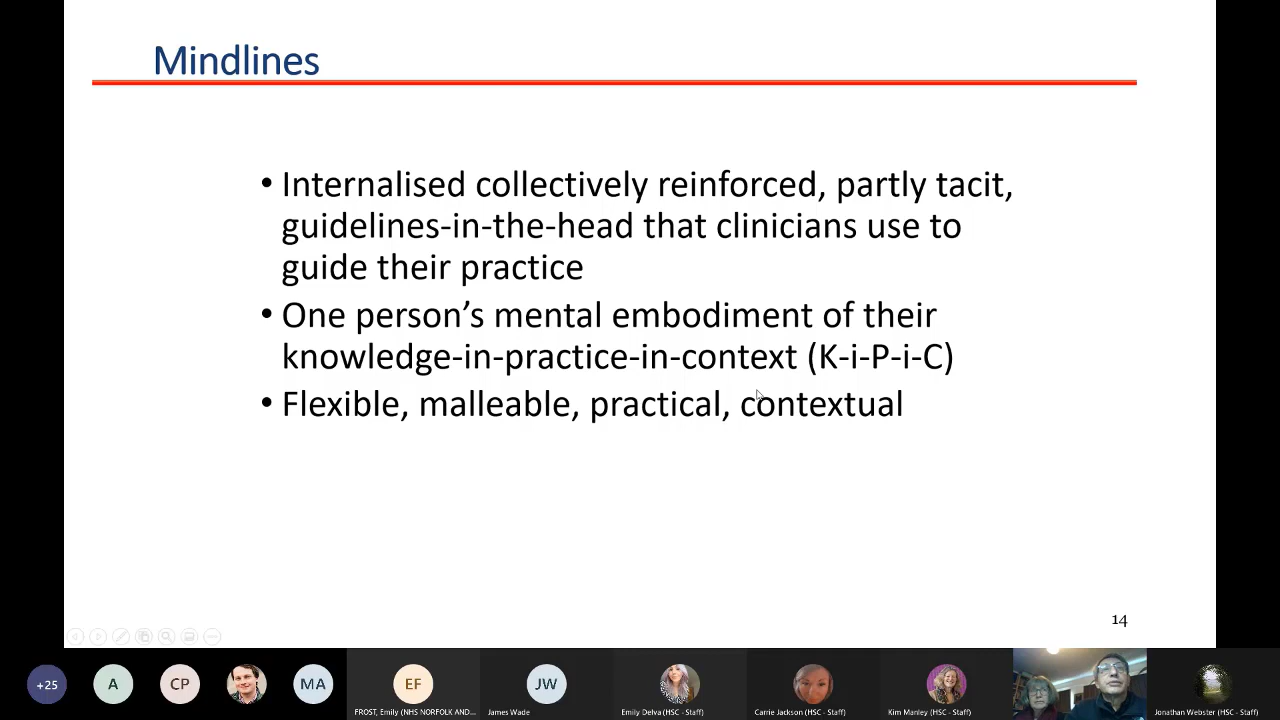 Mindlines
• Internalised collectively reinforced, partly tacit,
guidelines-in-the-head that clinicians use to
guide their practice
• One person’s mental embodiment of their
knowledge-in-practice-in-context (K-i-P-i-C)
• Flexible, malleable, practical, contextual
14
+25
A
CP
MA
EF
JW
FROST, Emily (NHS NORFOLK AND...
James Wade
Emily Delva (HSC - Staff)
Carrie Jackson (HSC - Staff)
Kim Manley (HSC - Staff)
Jonathan Webster (HSC - Staff)